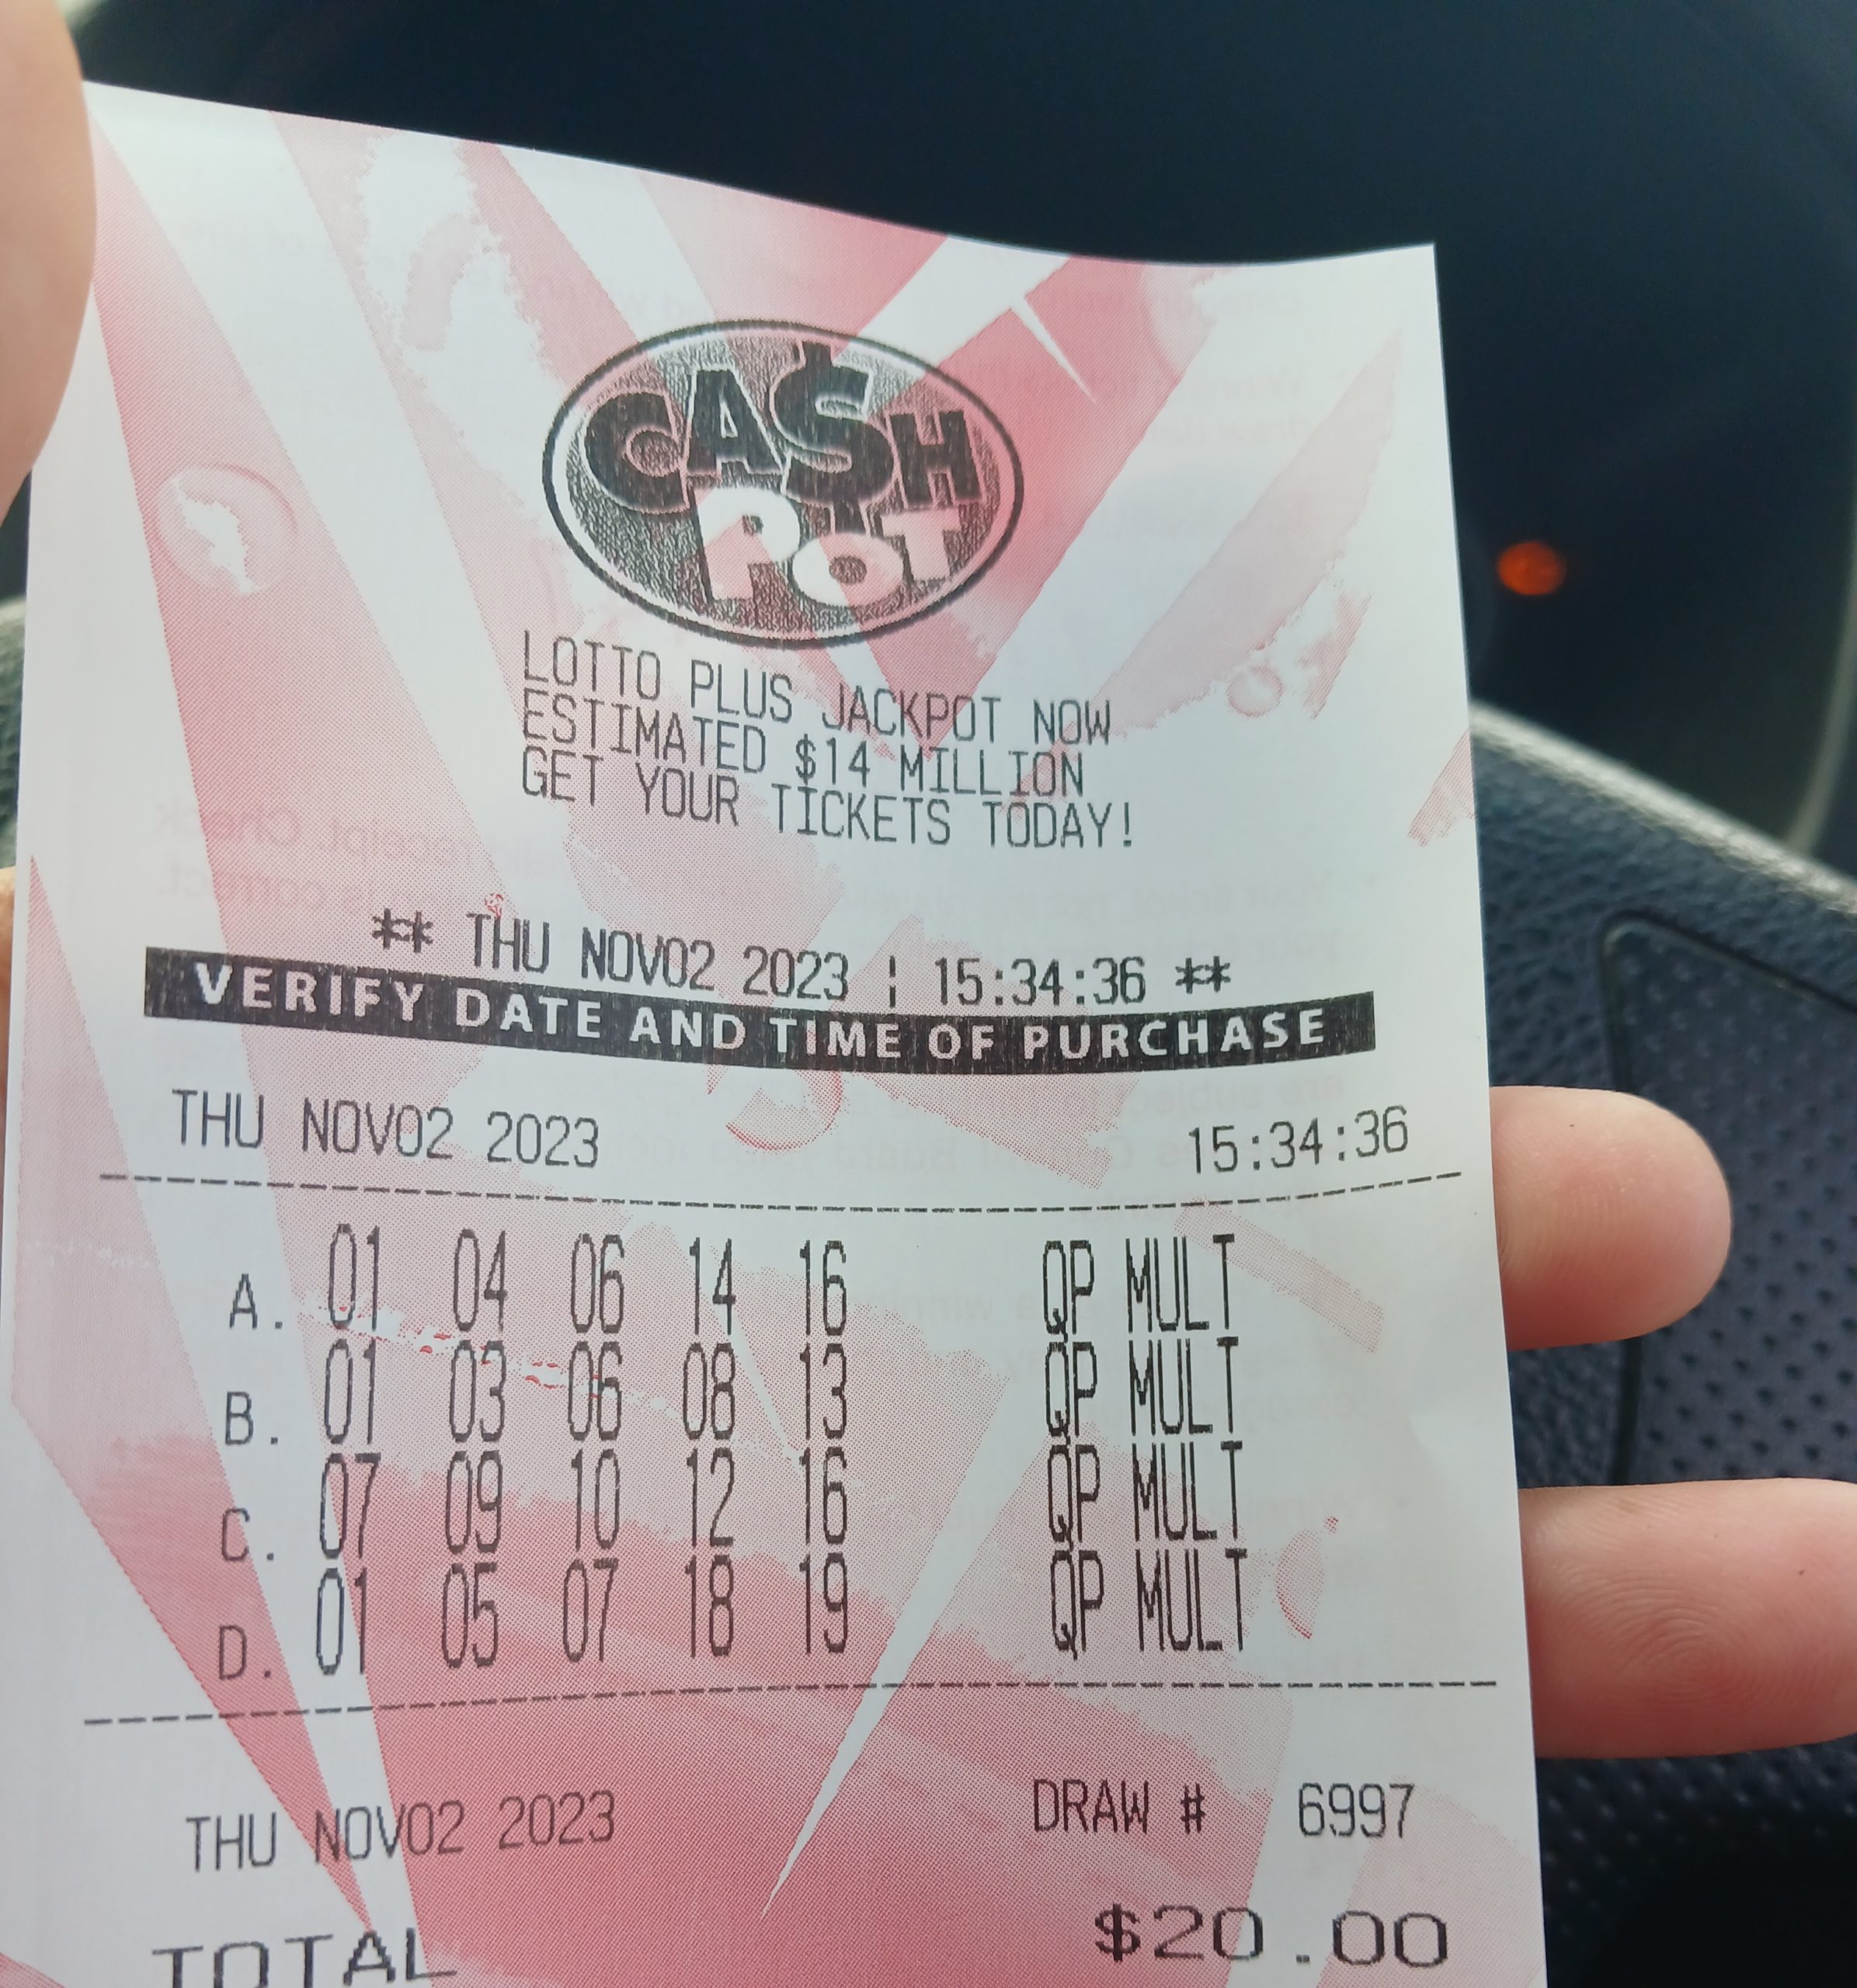 CA$H
POT
LOTTO PLUS JACKPOT NOW
ESTIMATED $14 MILLION
GET YOUR TICKETS TODAY!
** THU NOV02 2023 | 15:34:36 **
VERIFY DATE AND TIME OF PURCHASE
THU NOV02 2023 15:34:36
A. 01 04 06 14 16 QP MULT
B. 01 03 06 08 13 QP MULT
C. 07 09 10 12 16 QP MULT
D. 01 05 07 18 19 QP MULT
THU NOV02 2023 DRAW # 6997
TOTAL $20.00